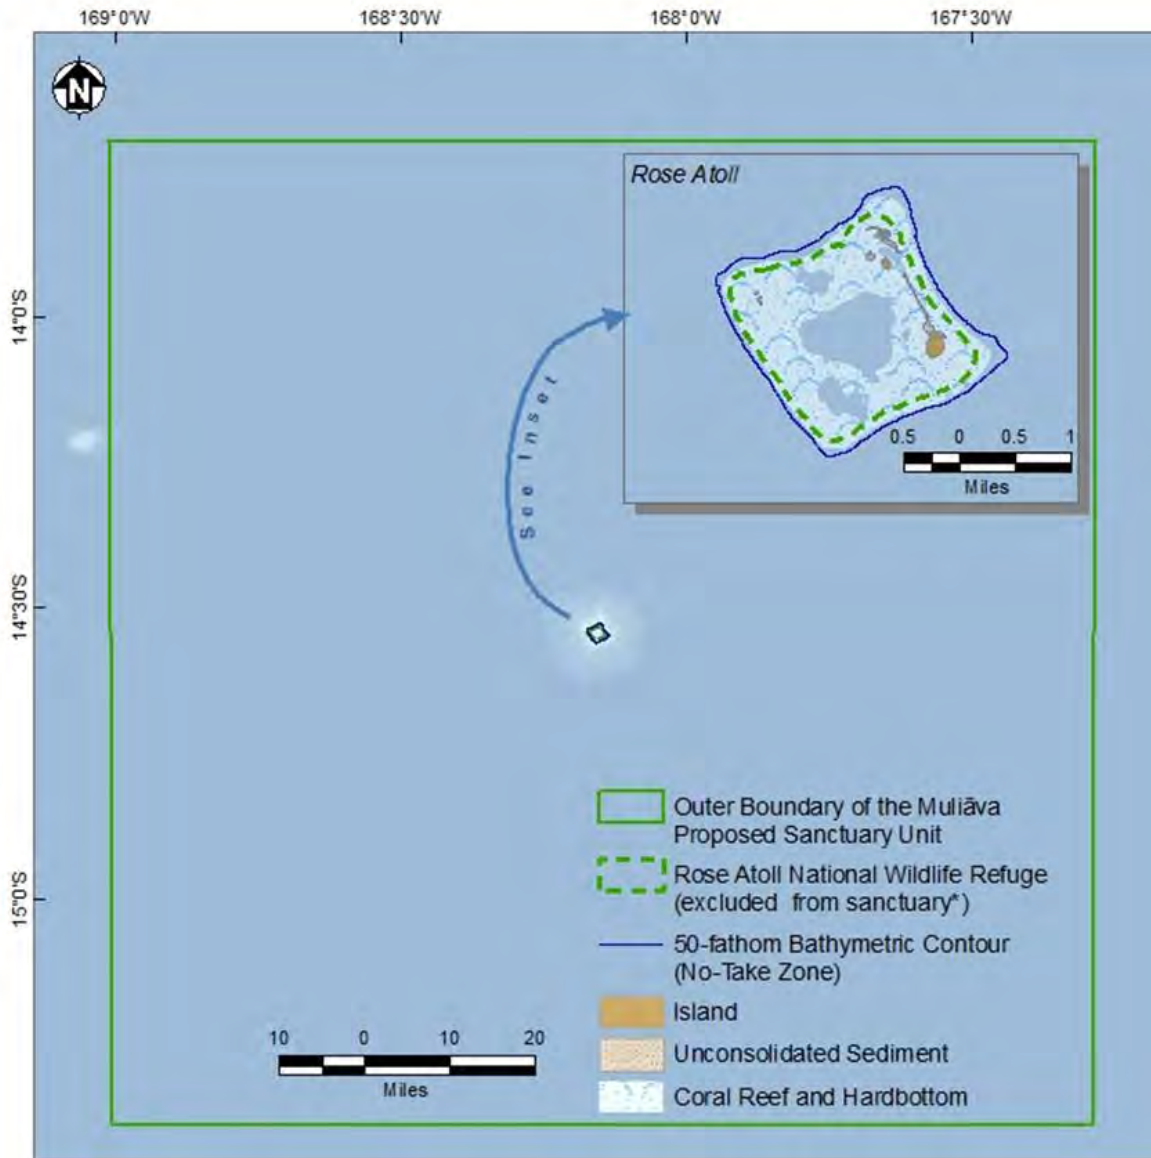 169°0'W 168°30'W 168°0'W 167°30'W
N
Rose Atoll
14°0'S
See Inset
0.5 0 0.5 1
Miles
14°30'S
Outer Boundary of the Muliāva
Proposed Sanctuary Unit
Rose Atoll National Wildlife Refuge
(excluded from sanctuary*)
15°0'S
50-fathom Bathymetric Contour
(No-Take Zone)
Island
Unconsolidated Sediment
Coral Reef and Hardbottom
10 0 10 20
Miles